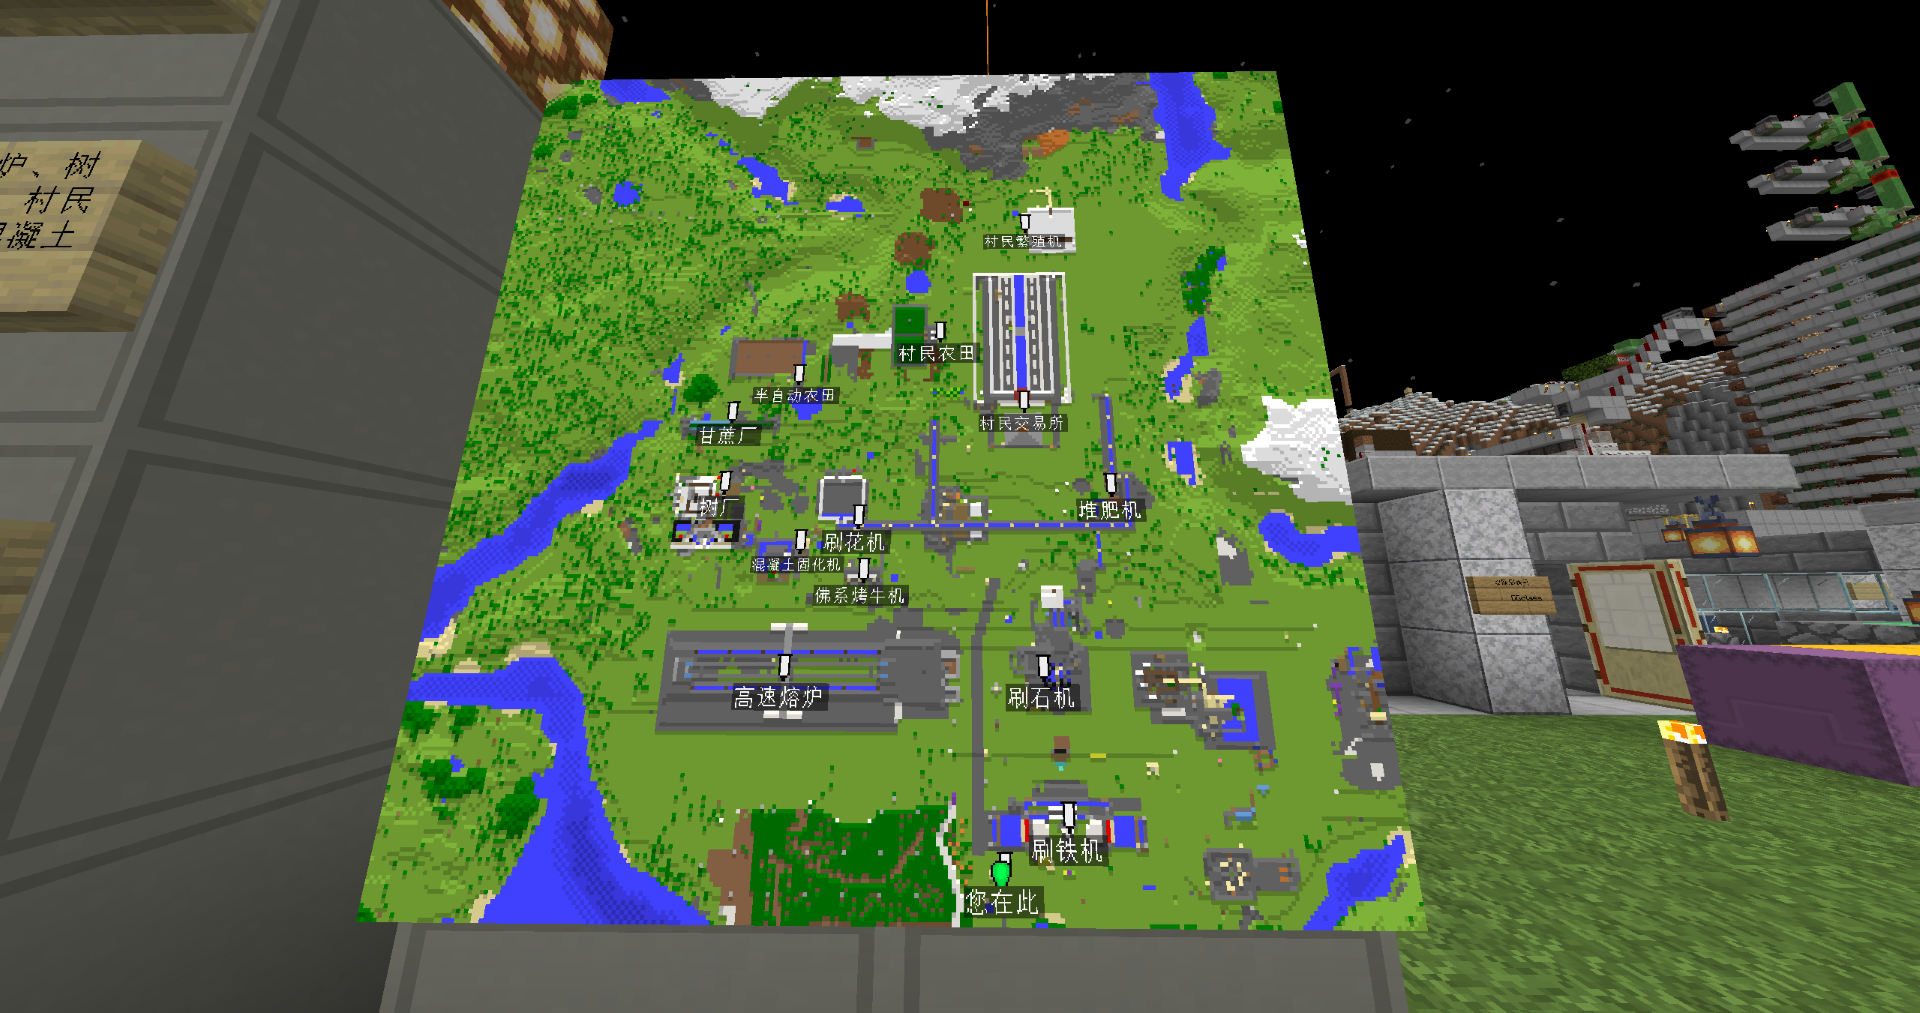 炉、树
村民
凝土
村民繁殖机
村民农田
半自动农田
村民交易所
甘蔗厂
树厂
堆肥机
刷花机
混凝土固化机
佛系烤牛机
高速熔炉
刷石机
刷铁机
您在此